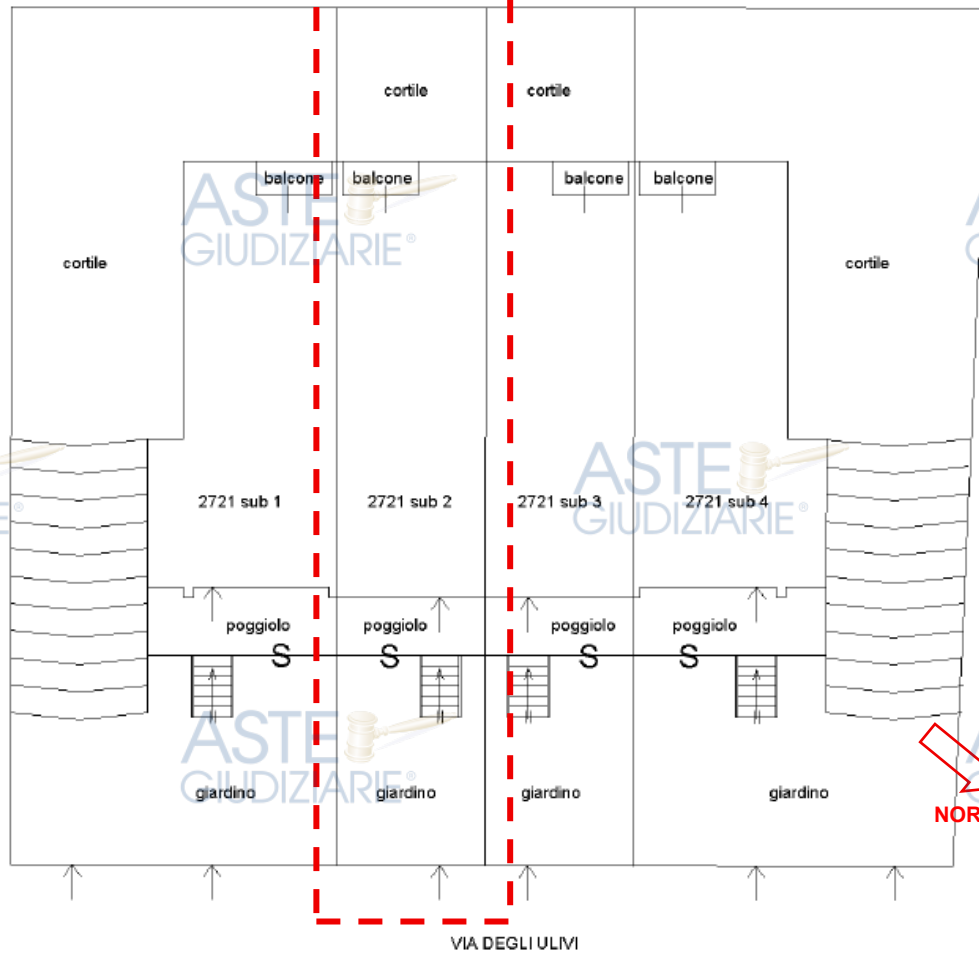 cortile cortile
balcone balcone balcone balcone
ASTE
GIUDIZIARIE®
cortile cortile
ASTE
GIUDIZIARIE®
2721 sub 1 2721 sub 2 2721 sub 3 2721 sub 4
poggiolo poggiolo poggiolo poggiolo
S S S S
ASTE
GIUDIZIARIE®
giardino giardino giardino giardino
NOR
VIA DEGLI ULIVI